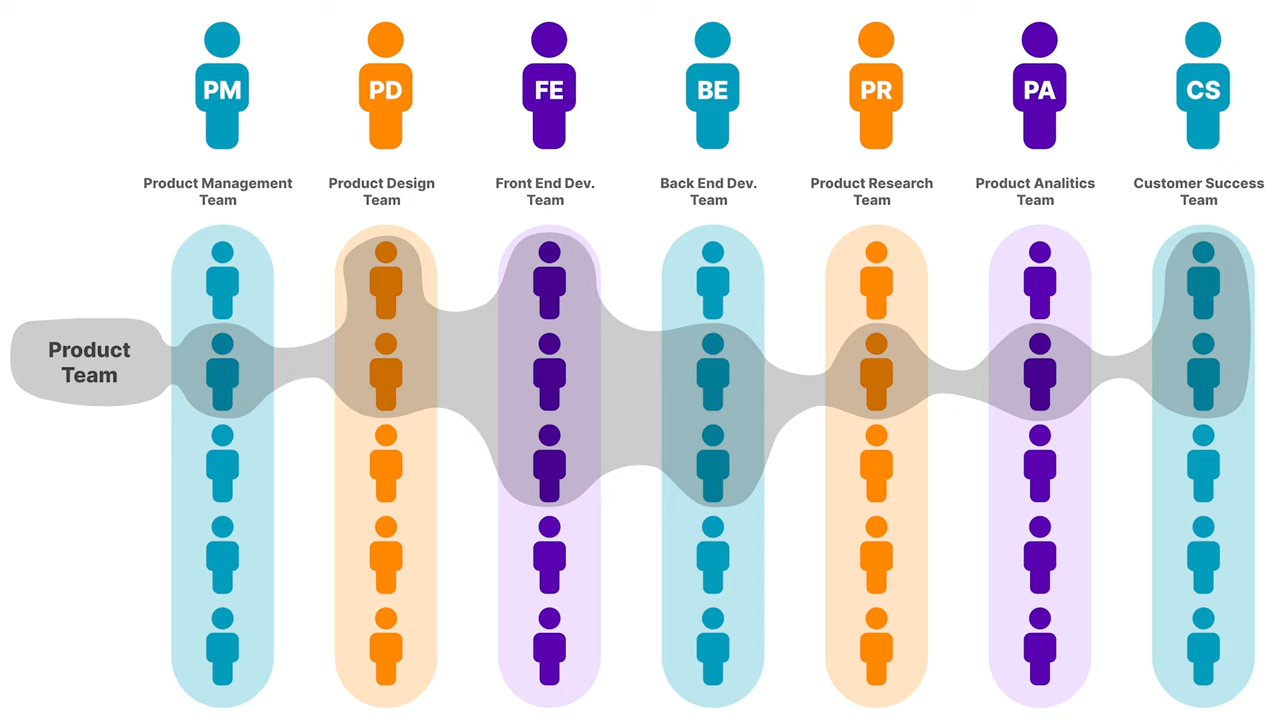 PM
PD
FE
BE
PR
PA
CS
Product Management
Team
Product Design
Team
Front End Dev.
Team
Back End Dev.
Team
Product Research
Team
Product Analitics
Team
Customer Success
Team
Product
Team